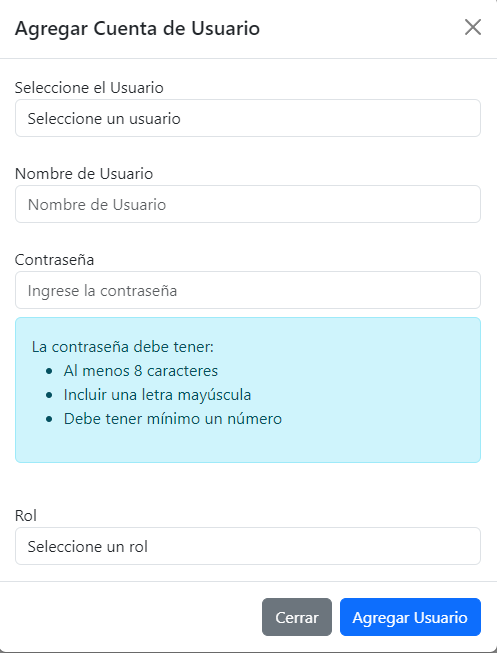 Agregar Cuenta de Usuario
Seleccione el Usuario
Seleccione un usuario
Nombre de Usuario
Nombre de Usuario
Contraseña
Ingrese la contraseña
La contraseña debe tener:
• Al menos 8 caracteres
• Incluir una letra mayúscula
• Debe tener mínimo un número
Rol
Seleccione un rol
Cerrar Agregar Usuario